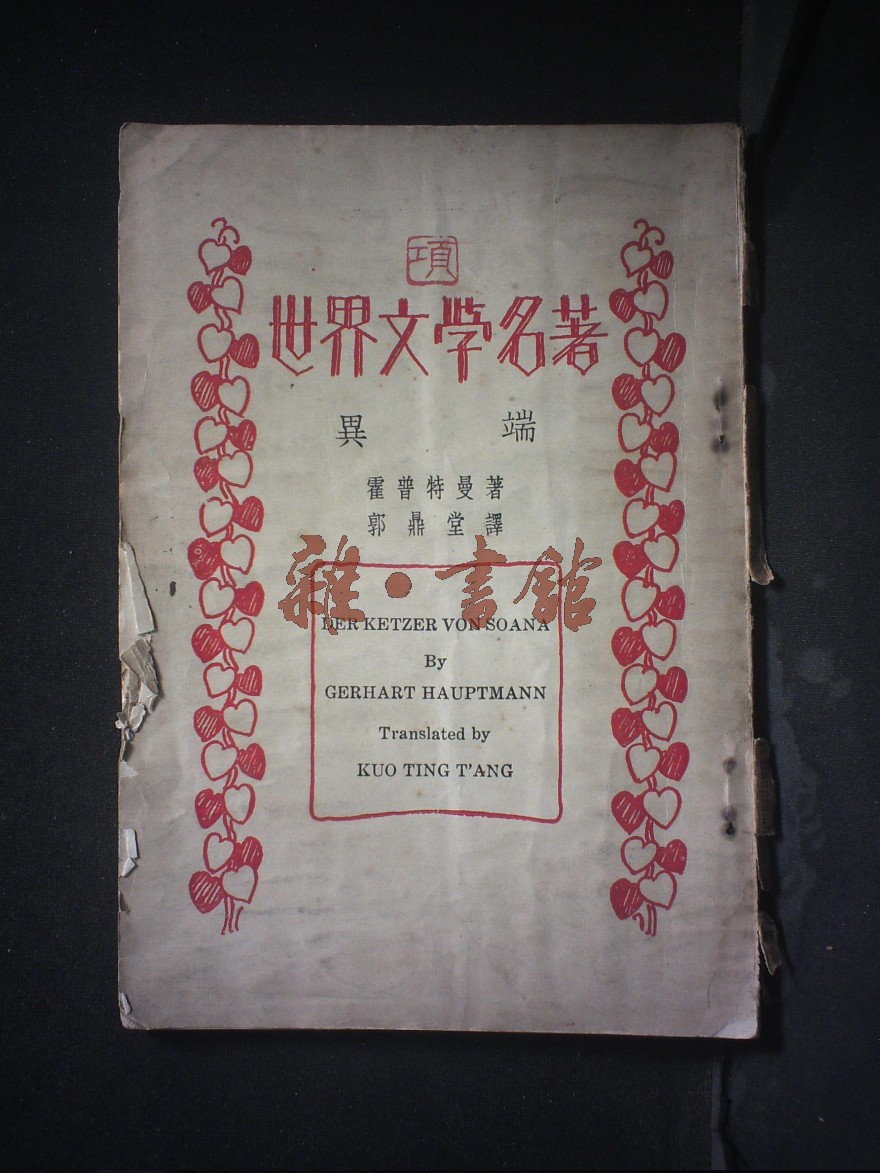 項
世界文學名著
異 端
霍普特曼著
郭鼎堂譯
雜·書館
DER KETZER VON SOANA
By
GERHART HAUPTMANN
Translated by
KUO TING T'ANG